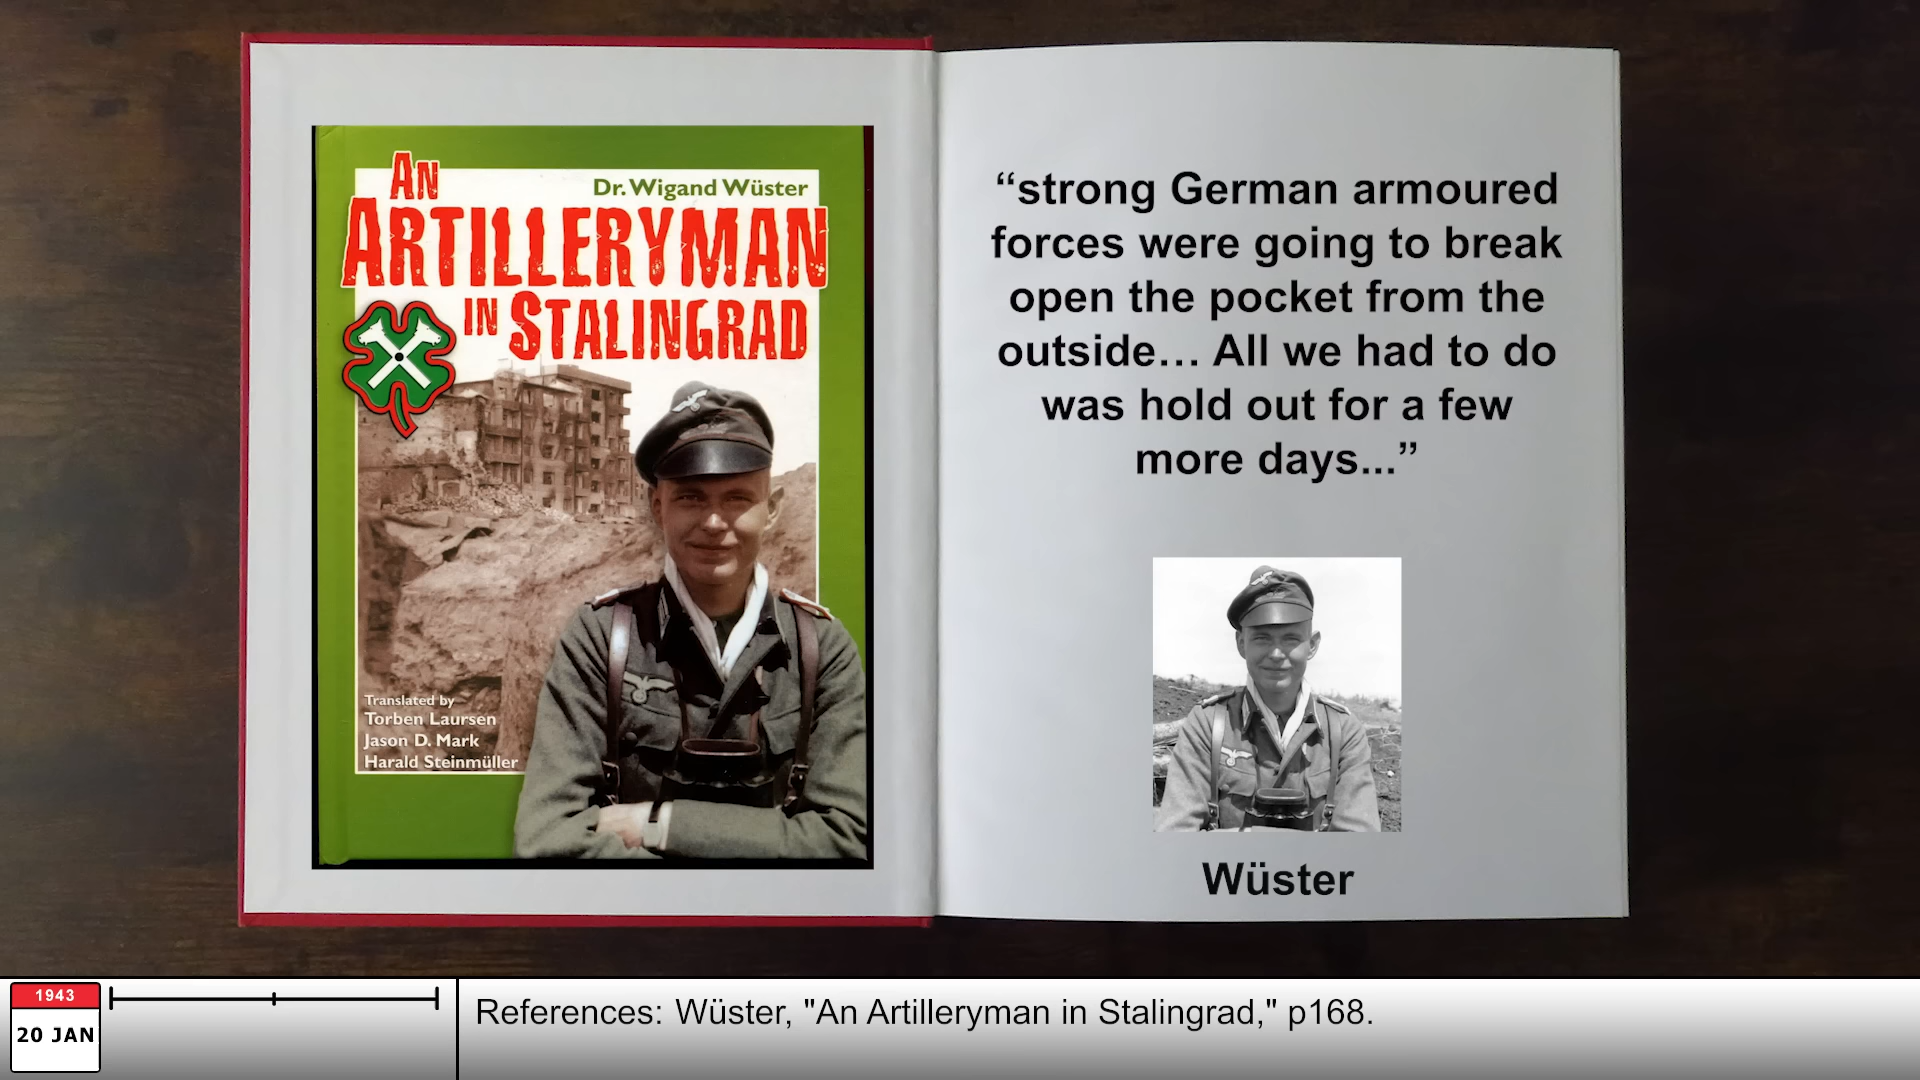 AN
Dr. Wigand Wüster
ARTILLERYMAN
IN STALINGRAD
Translated by
Torben Laursen
Jason D. Mark
Harald Steinmüller
“strong German armoured
forces were going to break
open the pocket from the
outside… All we had to do
was hold out for a few
more days...”
Wüster
1943
20 JAN
References: Wüster, "An Artilleryman in Stalingrad," p168.